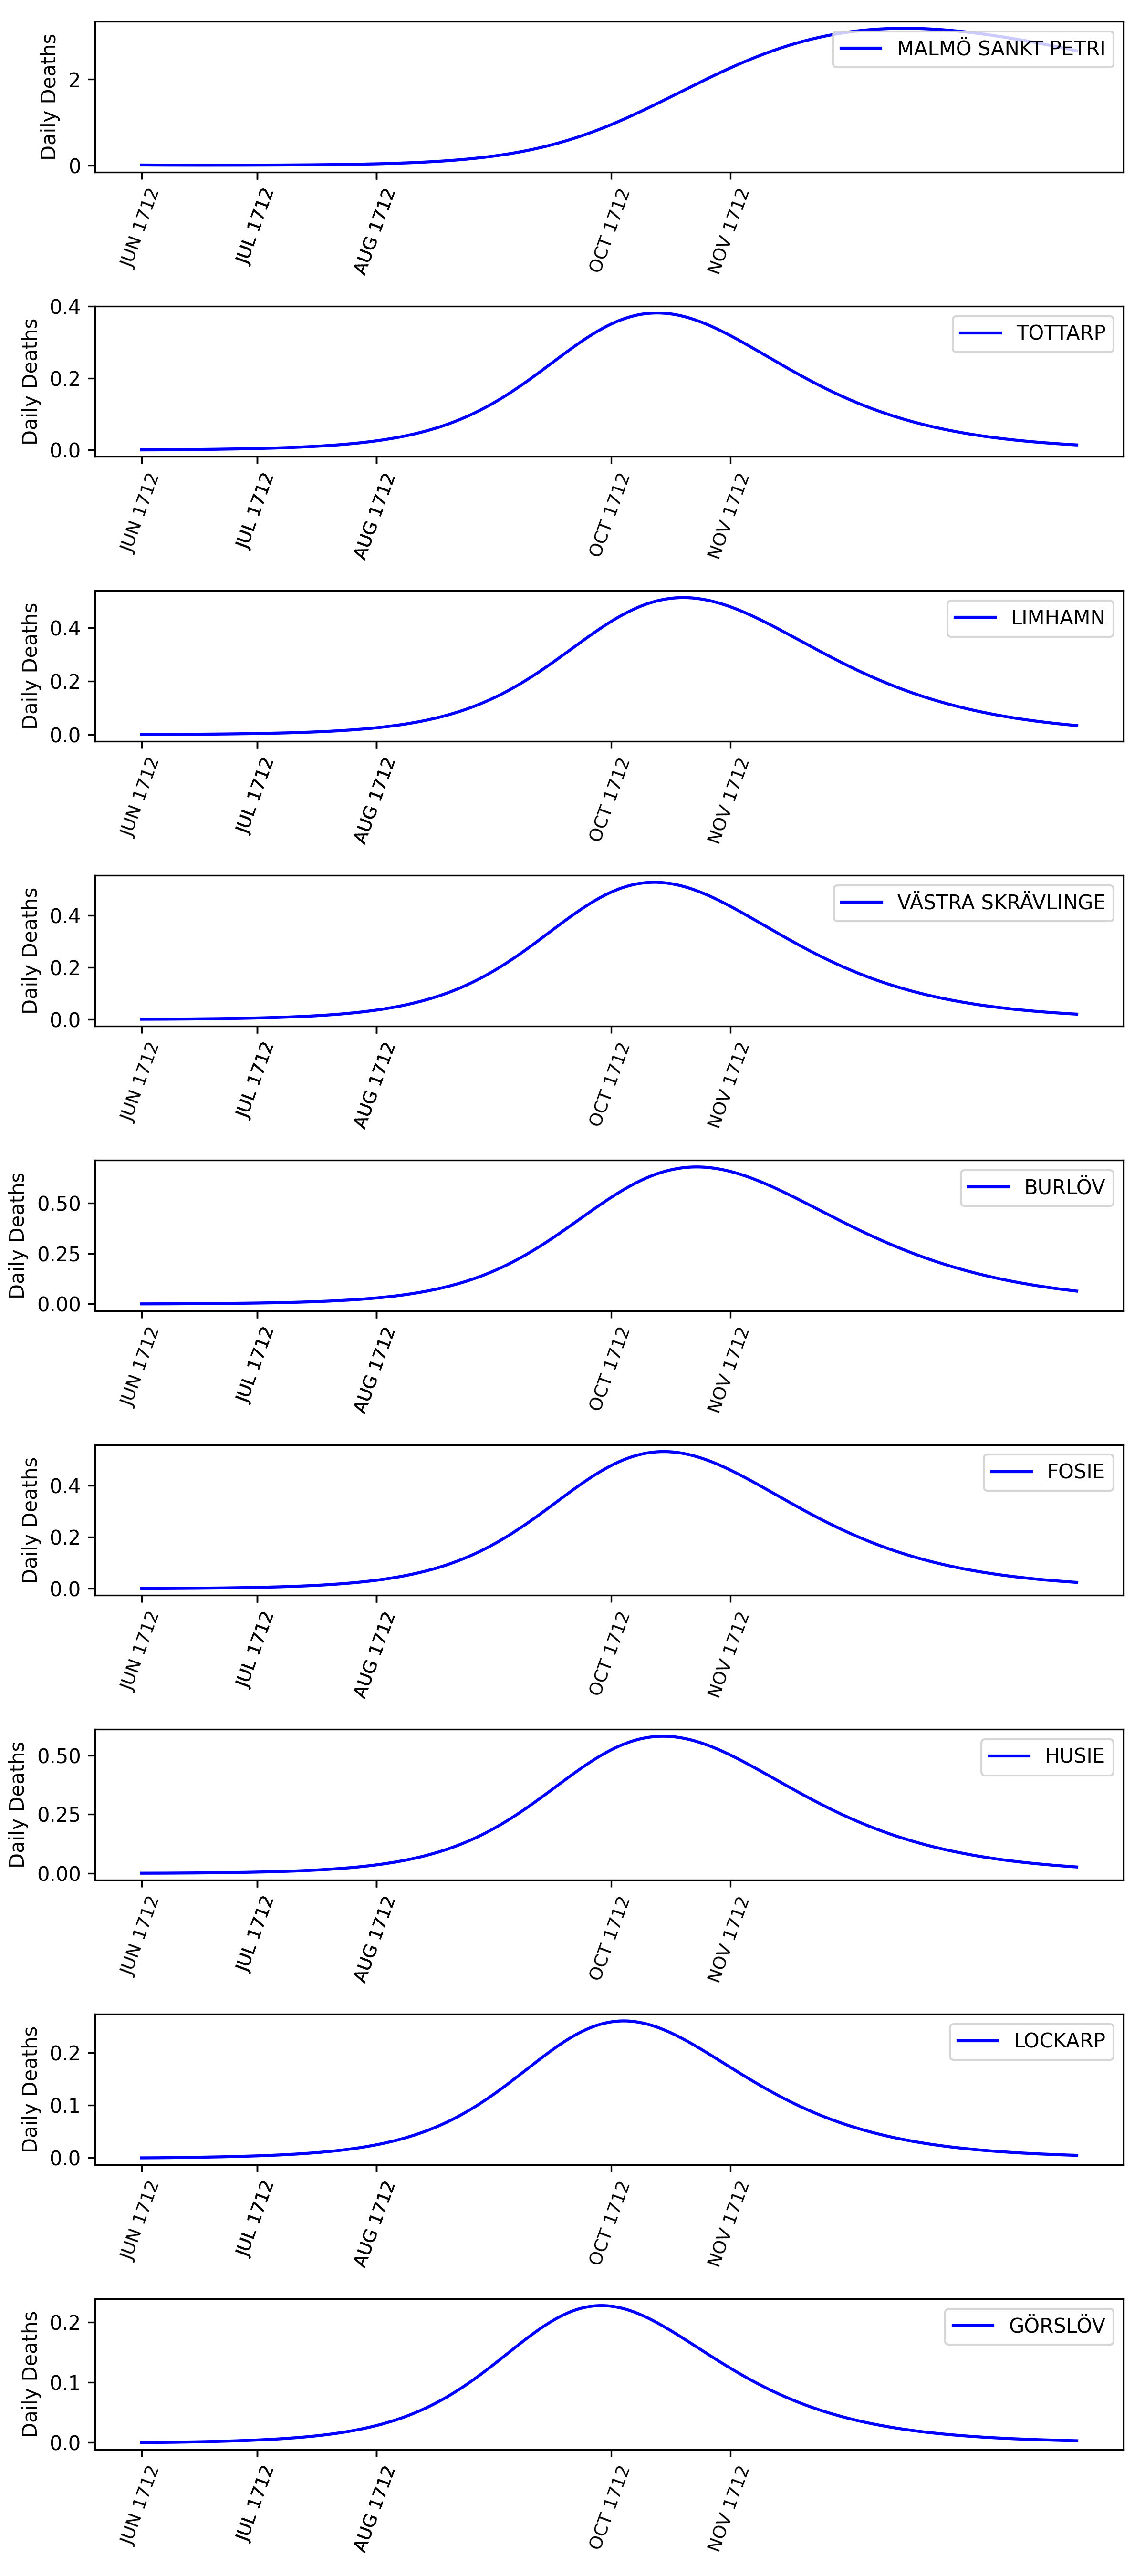 Daily Deaths
2
0
MALMÖ SANKT PETRI
JUN 1712
JUL 1712
AUG 1712
OCT 1712
NOV 1712
Daily Deaths
0.4
0.2
0.0
TOTTARP
JUN 1712
JUL 1712
AUG 1712
OCT 1712
NOV 1712
Daily Deaths
0.4
0.2
0.0
LIMHAMN
JUN 1712
JUL 1712
AUG 1712
OCT 1712
NOV 1712
Daily Deaths
0.4
0.2
0.0
VÄSTRA SKRÄVLINGE
JUN 1712
JUL 1712
AUG 1712
OCT 1712
NOV 1712
Daily Deaths
0.50
0.25
0.00
BURLÖV
JUN 1712
JUL 1712
AUG 1712
OCT 1712
NOV 1712
Daily Deaths
0.4
0.2
0.0
FOSIE
JUN 1712
JUL 1712
AUG 1712
OCT 1712
NOV 1712
Daily Deaths
0.50
0.25
0.00
HUSIE
JUN 1712
JUL 1712
AUG 1712
OCT 1712
NOV 1712
Daily Deaths
0.2
0.1
0.0
LOCKARP
JUN 1712
JUL 1712
AUG 1712
OCT 1712
NOV 1712
Daily Deaths
0.2
0.1
0.0
GÖRSLÖV
JUN 1712
JUL 1712
AUG 1712
OCT 1712
NOV 1712